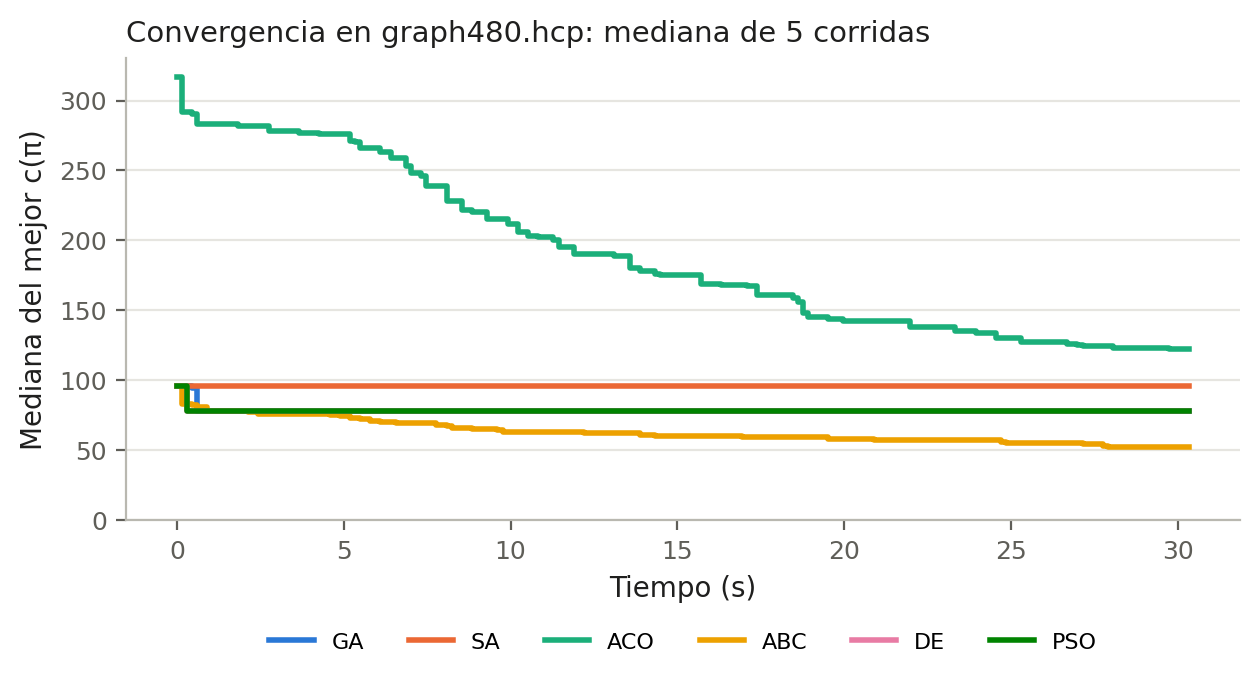 Convergencia en graph480.hcp: mediana de 5 corridas
Mediana del mejor c(π)
300
250
200
150
100
50
0
0 5 10 15 20 25 30
Tiempo (s)
GA SA ACO ABC DE PSO